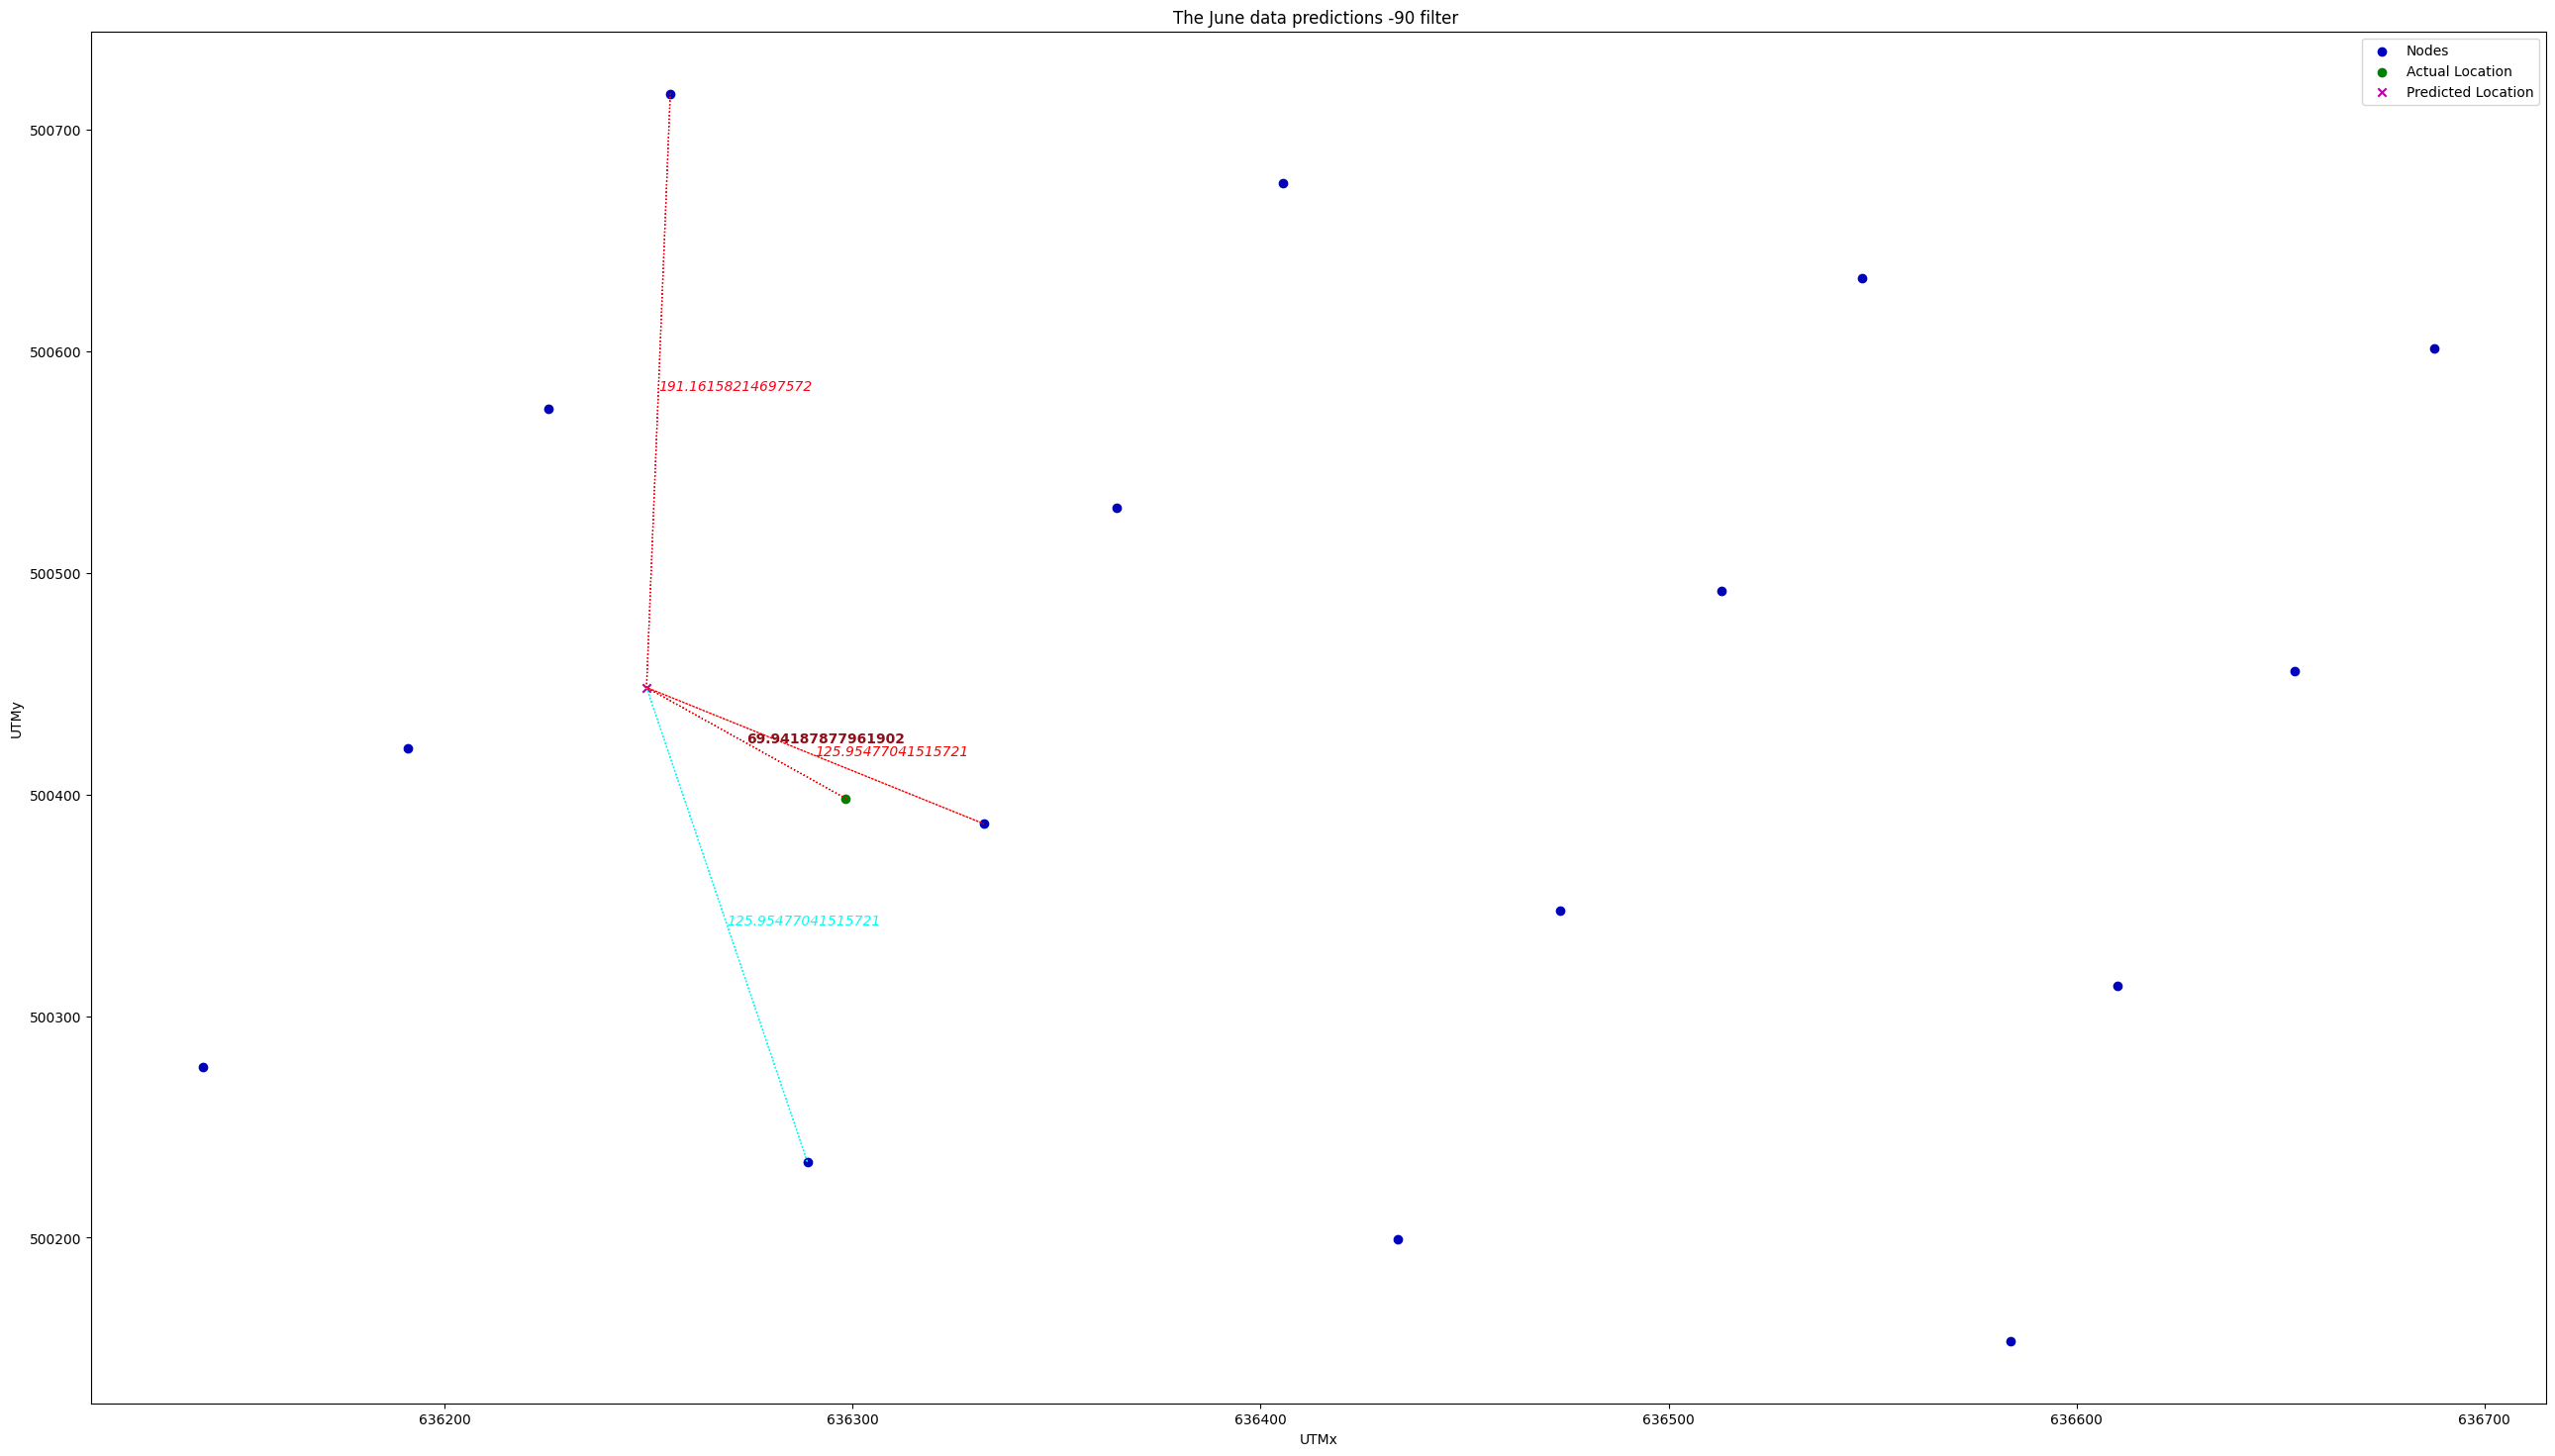 The June data predictions -90 filter
Nodes
Actual Location
Predicted Location
500700
500600
500500
500400
500300
500200
UTMy
191.16158214697572
69.94187877961902
125.95477041515721
125.95477041515721
636200
636300
636400
636500
636600
636700
UTMx